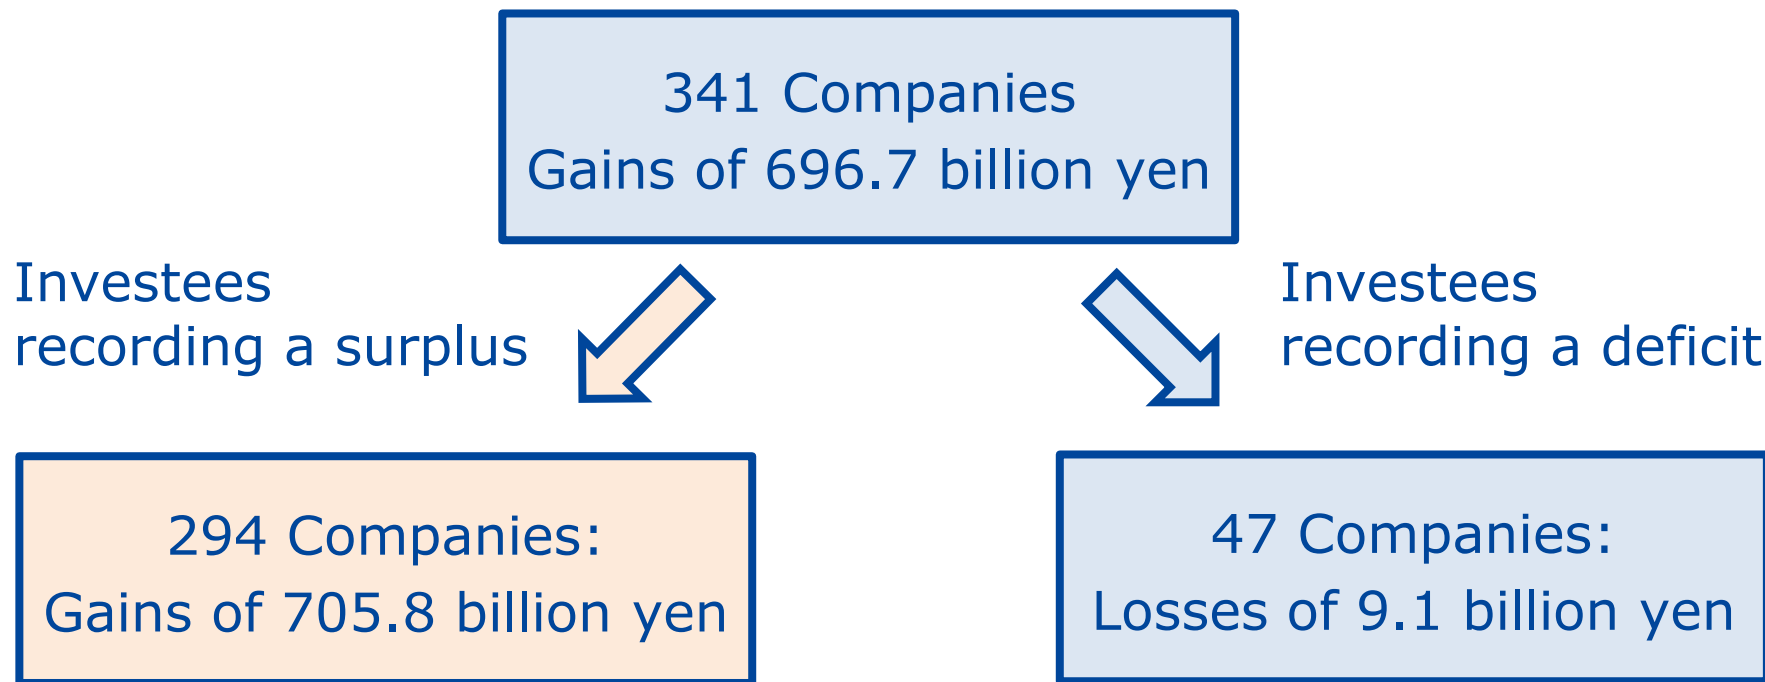 341 Companies
Gains of 696.7 billion yen
Investees
recording a surplus
Investees
recording a deficit
294 Companies:
Gains of 705.8 billion yen
47 Companies:
Losses of 9.1 billion yen